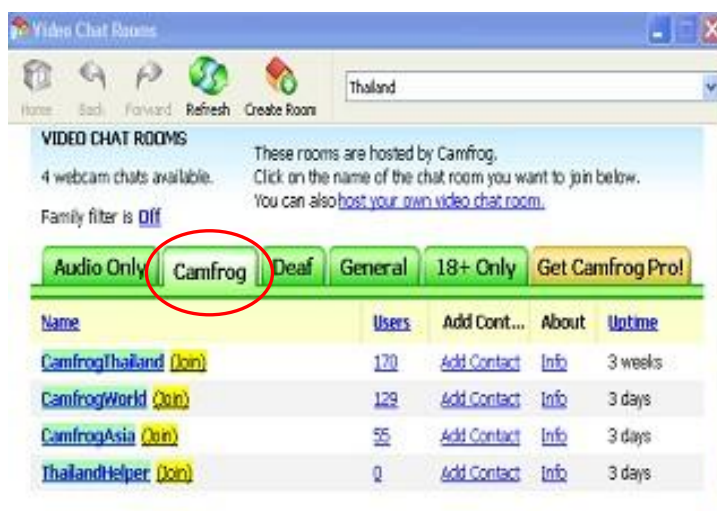 Video Chat Rooms
Home Back Forward Refresh Create Room Thailand
VIDEO CHAT ROOMS
4 webcam chats available.
Family filter is Off
These rooms are hosted by Camfrog.
Click on the name of the chat room you want to join below.
You can also host your own video chat room.
Audio Only Camfrog Deaf General 18+ Only Get Camfrog Pro!
Name Users Add Cont... About Uptime
CamfrogThailand (Join) 170 Add Contact Info 3 weeks
CamfrogWorld (Join) 129 Add Contact Info 3 days
CamfrogAsia (Join) 55 Add Contact Info 3 days
ThailandHelper (Join) 0 Add Contact Info 3 days